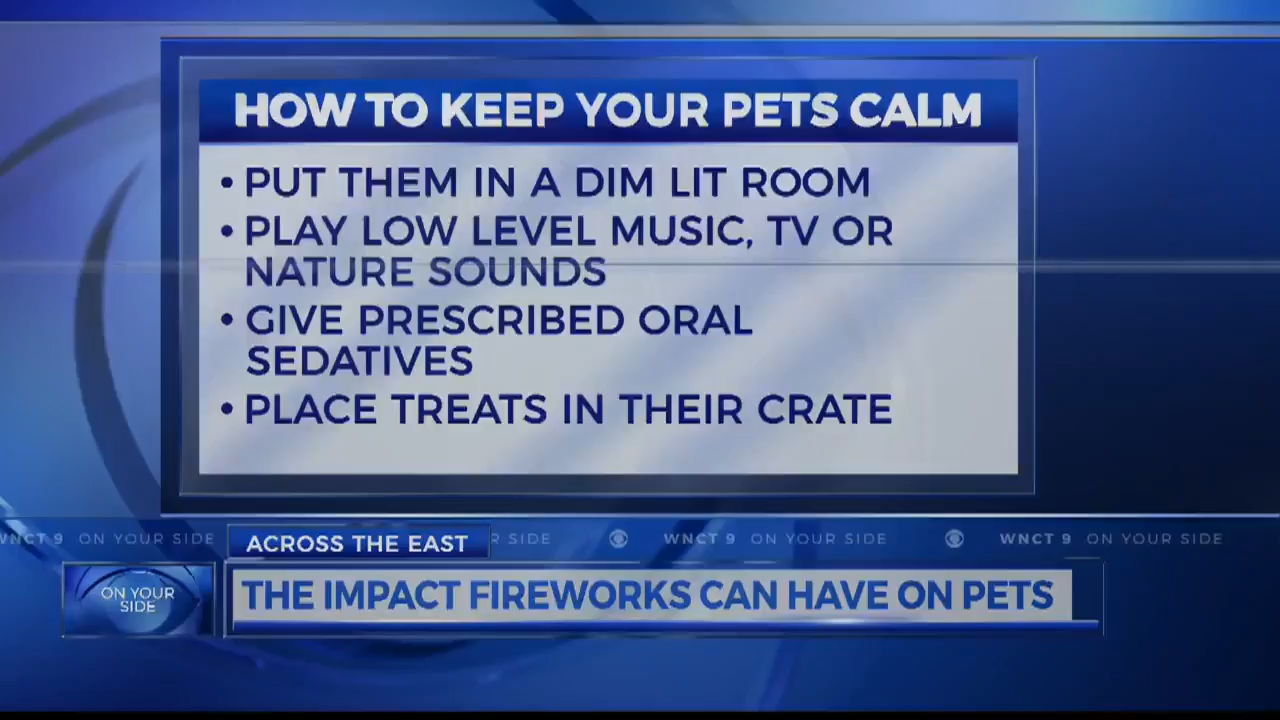 HOW TO KEEP YOUR PETS CALM
• PUT THEM IN A DIM LIT ROOM
• PLAY LOW LEVEL MUSIC, TV OR
NATURE SOUNDS
• GIVE PRESCRIBED ORAL
SEDATIVES
• PLACE TREATS IN THEIR CRATE
WNCT 9 ON YOUR SIDE
R SIDE
WNCT 9 ON YOUR SIDE
WNCT 9 ON YOUR SIDE
ACROSS THE EAST
ON YOUR
SIDE
THE IMPACT FIREWORKS CAN HAVE ON PETS